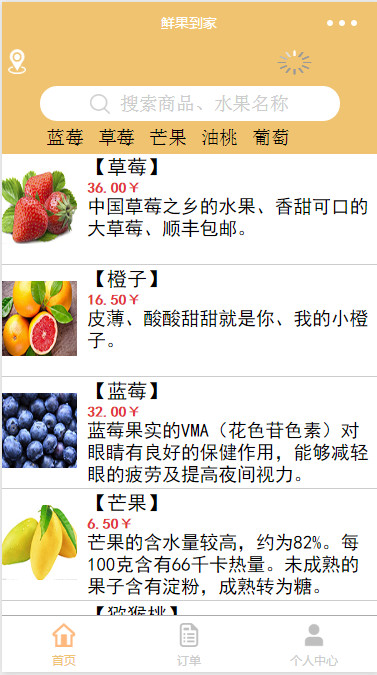 鲜果到家
搜索商品、水果名称
蓝莓 草莓 芒果 油桃 葡萄
【草莓】
36.00￥
中国草莓之乡的水果、香甜可口的
大草莓、顺丰包邮。
【橙子】
16.50￥
皮薄、酸酸甜甜就是你、我的小橙
子。
【蓝莓】
32.00￥
蓝莓果实的VMA（花色苷色素）对
眼睛有良好的保健作用，能够减轻
眼的疲劳及提高夜间视力。
【芒果】
6.50￥
芒果的含水量较高，约为82%。每
100克含有66千卡热量。未成熟的
果子含有淀粉，成熟转为糖。
【猕猴桃】
首页 订单 个人中心